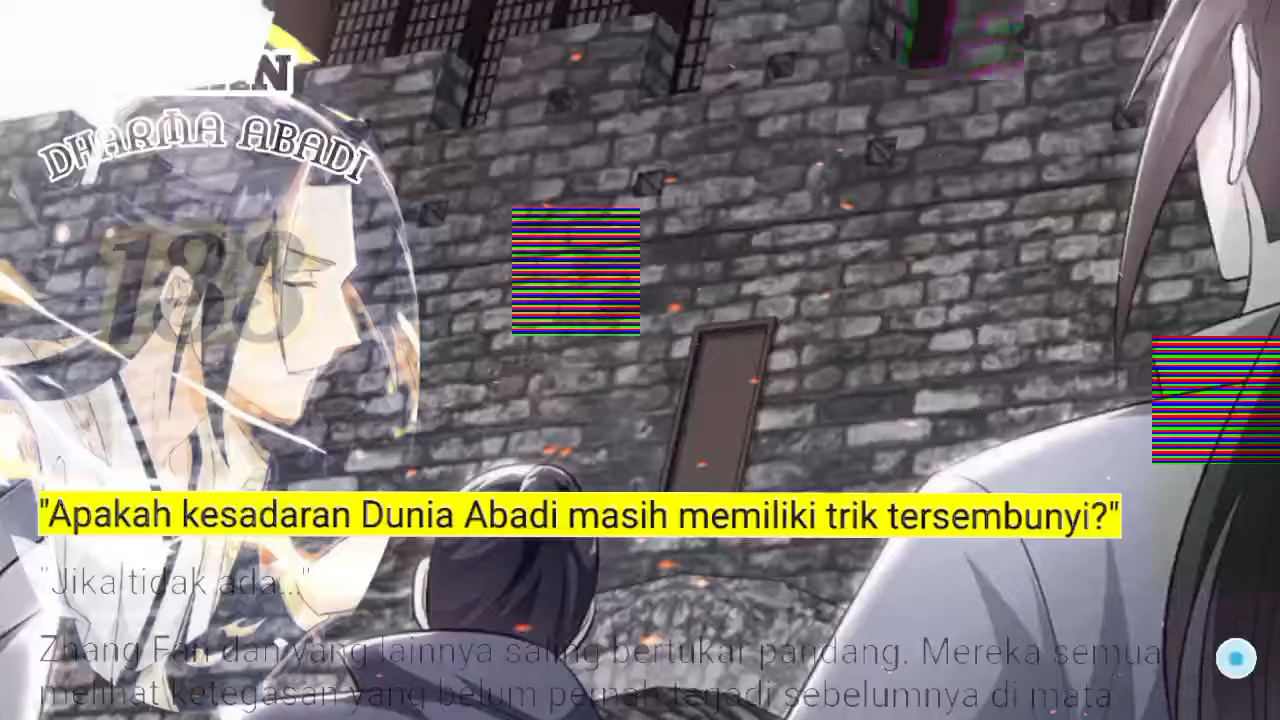 DHARMA ABADI
183
"Apakah kesadaran Dunia Abadi masih memiliki trik tersembunyi?"
"Jika tidak ada..."
Zhang Fan dan yang lainnya saling bertukar pandang. Mereka semua
melihat ketegasan yang belum pernah terjadi sebelumnya di mata